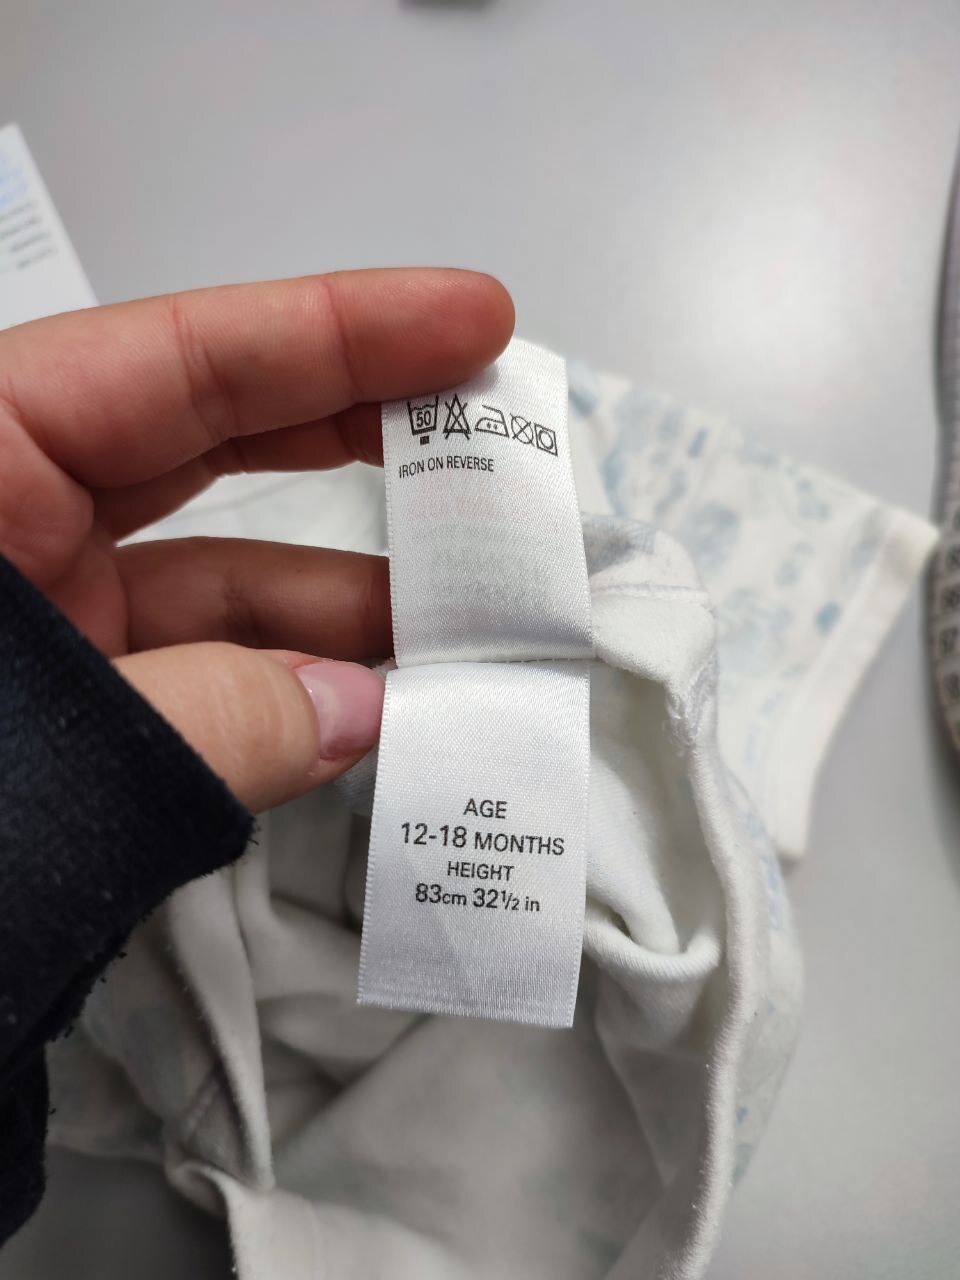 50
IRON ON REVERSE
AGE
12-18 MONTHS
HEIGHT
83cm 32½ in